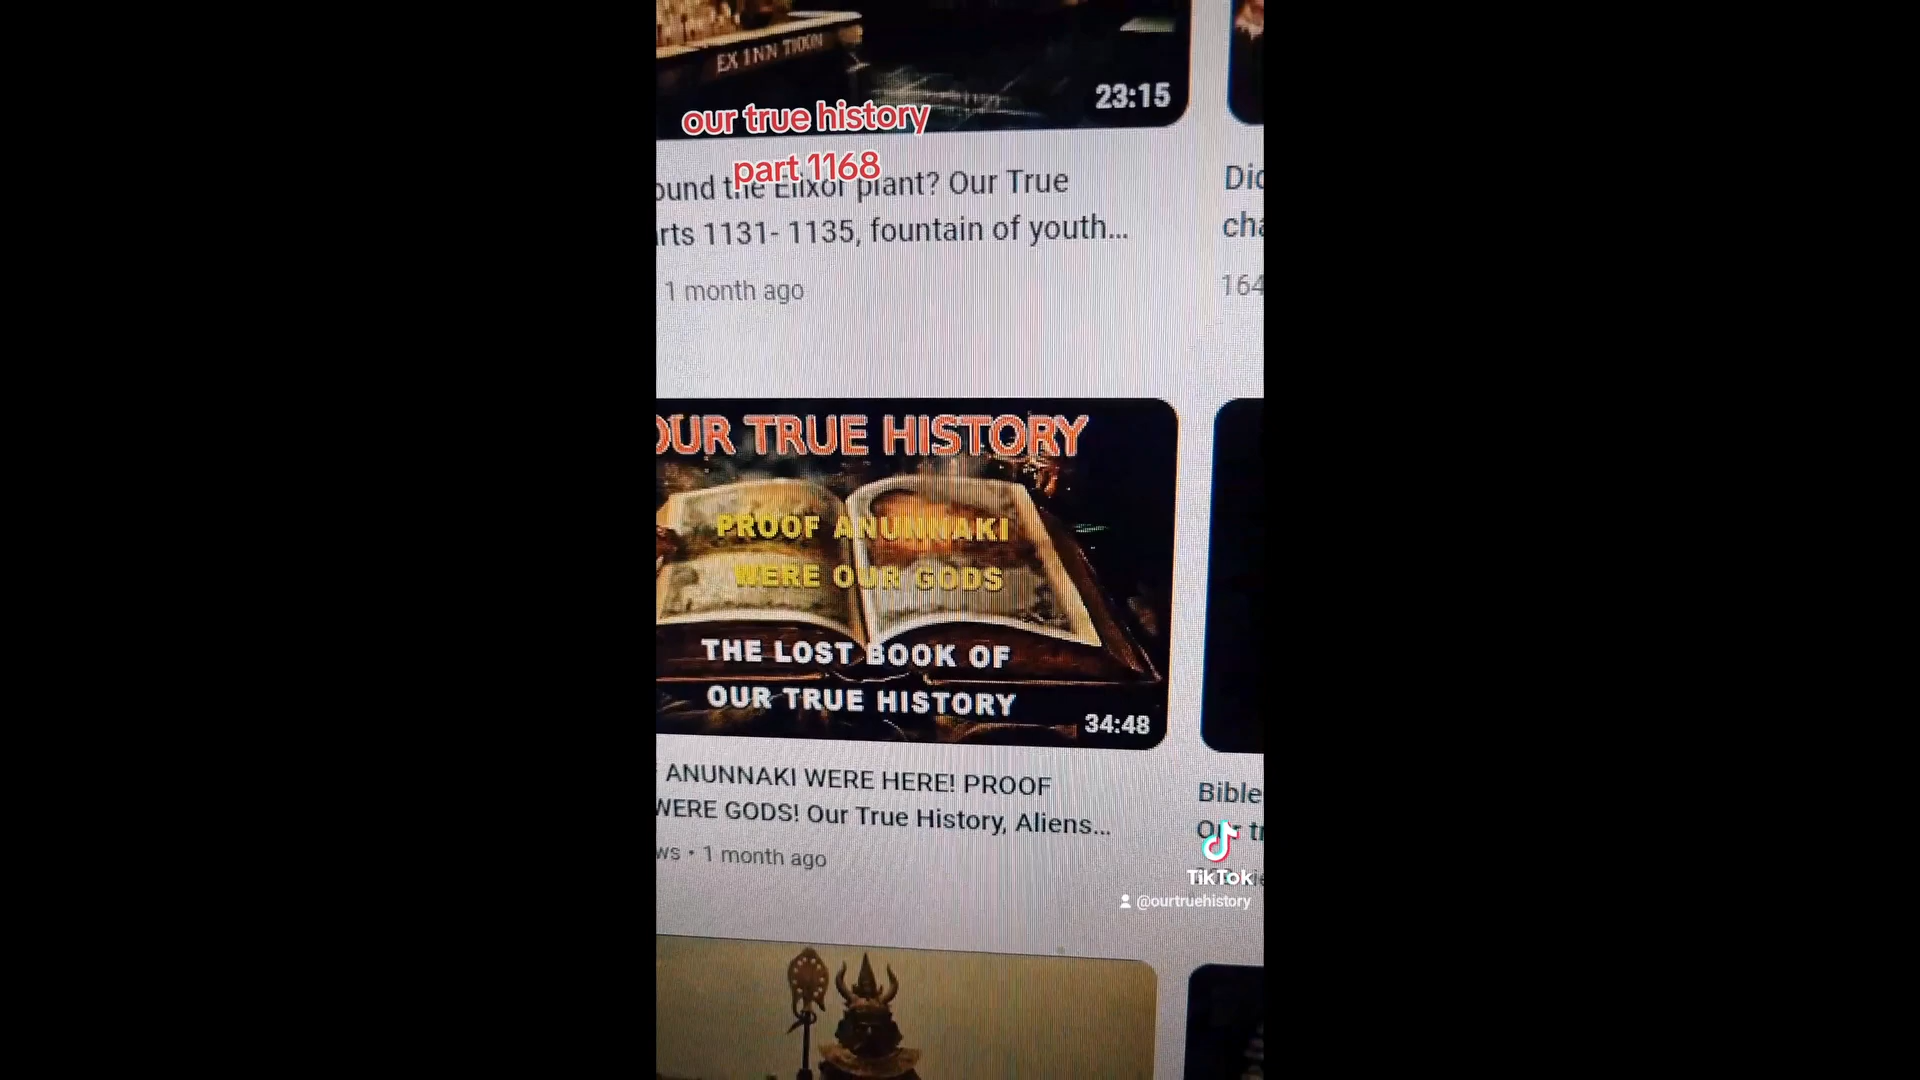 EX INN TIXION
23:15
our true history
part 1168
ound the Elixor plant? Our True
rts 1131- 1135, fountain of youth...
1 month ago
Dic
cha
164
OUR TRUE HISTORY
PROOF ANUNNAKI
WERE OUR GODS
THE LOST BOOK OF
OUR TRUE HISTORY
34:48
ANUNNAKI WERE HERE! PROOF
WERE GODS! Our True History, Aliens...
ws • 1 month ago
Bible
Our tr
TikTok
@ourtruehistory